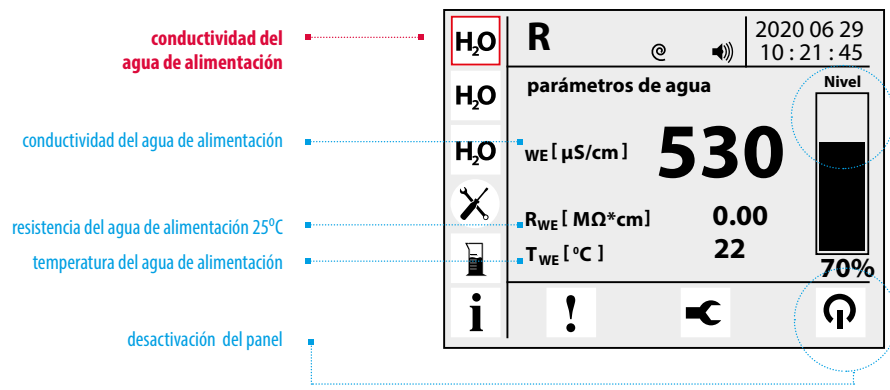 conductividad del
agua de alimentación
conductividad del agua de alimentación
resistencia del agua de alimentación 25⁰C
temperatura del agua de alimentación
desactivación del panel
H₂O
H₂O
H₂O
i
R
@
2020 06 29
10 : 21 : 45
parámetros de agua
Nivel
WE [ µS/cm ] 530
RWE [ MΩ*cm] 0.00
TWE [ ⁰C ] 22
70%
!